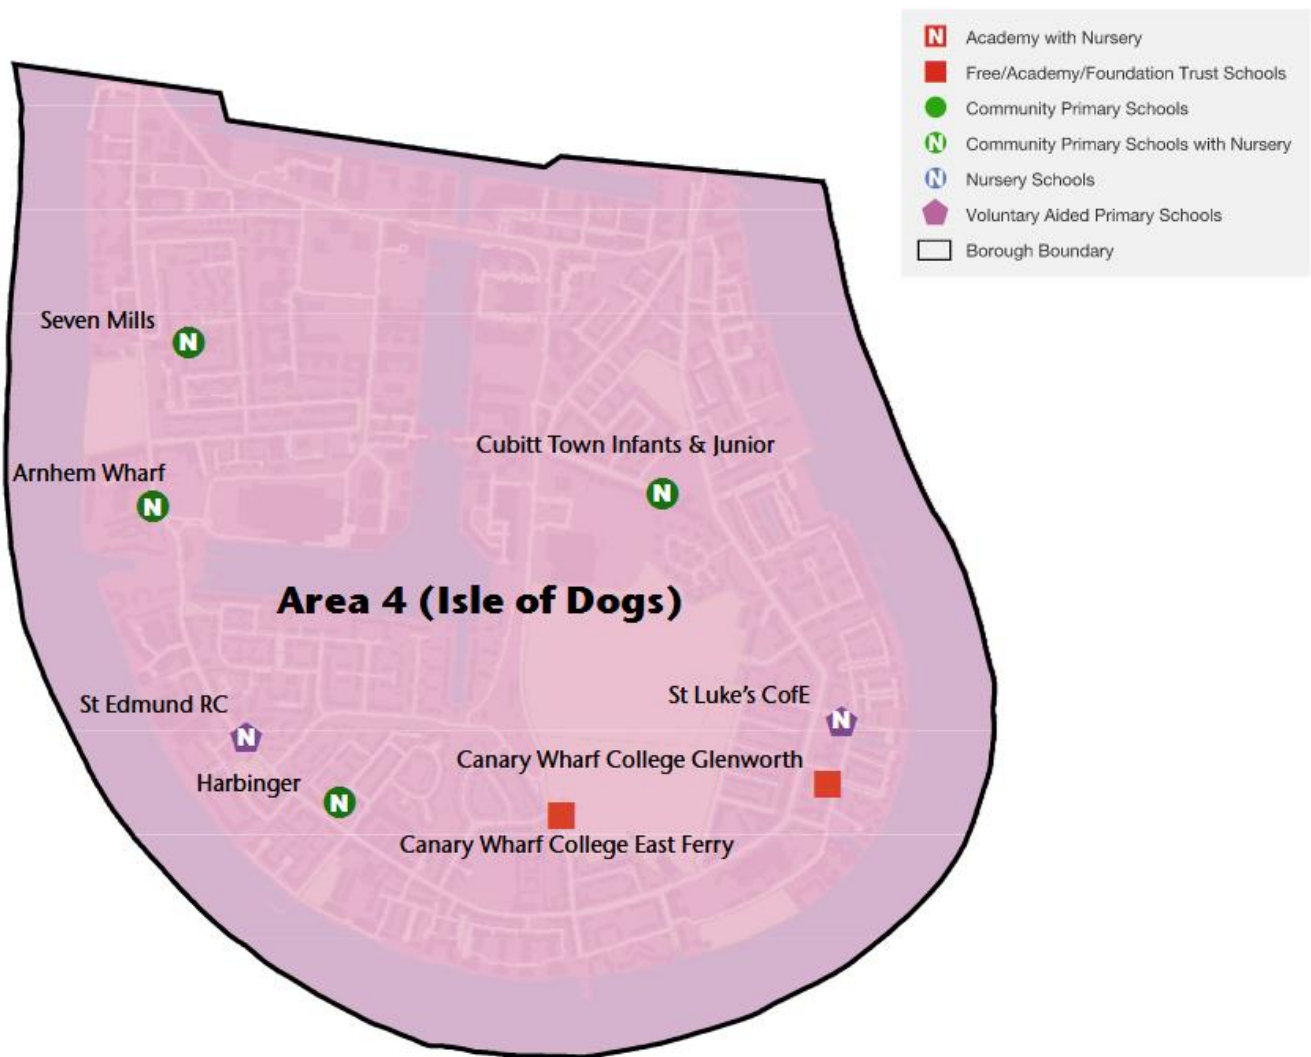 N Academy with Nursery
Free/Academy/Foundation Trust Schools
Community Primary Schools
N Community Primary Schools with Nursery
N Nursery Schools
Voluntary Aided Primary Schools
Borough Boundary
Seven Mills
N
Cubitt Town Infants & Junior
N
Arnhem Wharf
N
Area 4 (Isle of Dogs)
St Luke's CofE
N
St Edmund RC
N
Canary Wharf College Glenworth
Harbinger
N
Canary Wharf College East Ferry